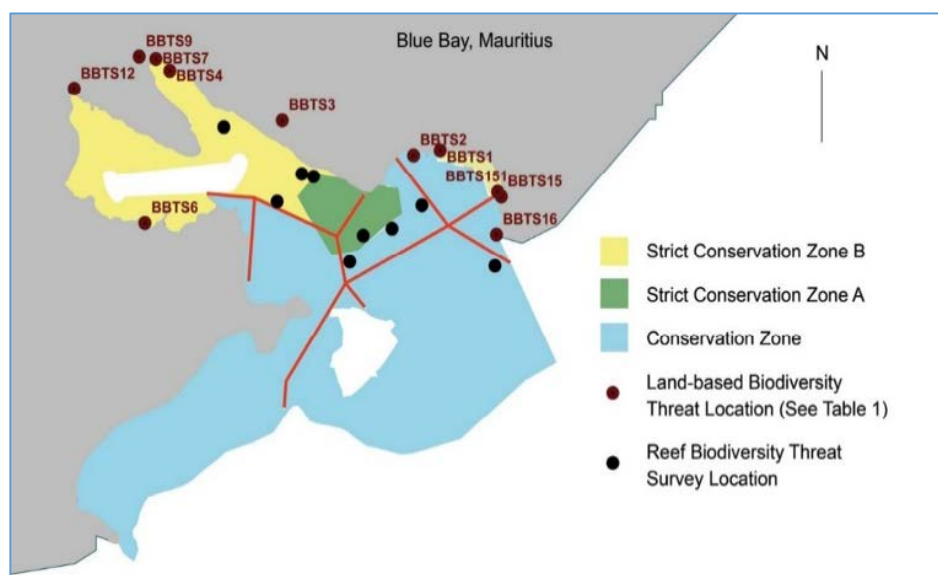 Blue Bay, Mauritius
N
BBTS9
BBTS7
BBTS4
BBTS12
BBTS3
BBTS2
BBTS1
BBTS151
BBTS15
BBTS6
BBTS16
Strict Conservation Zone B
Strict Conservation Zone A
Conservation Zone
Land-based Biodiversity
Threat Location (See Table 1)
Reef Biodiversity Threat
Survey Location